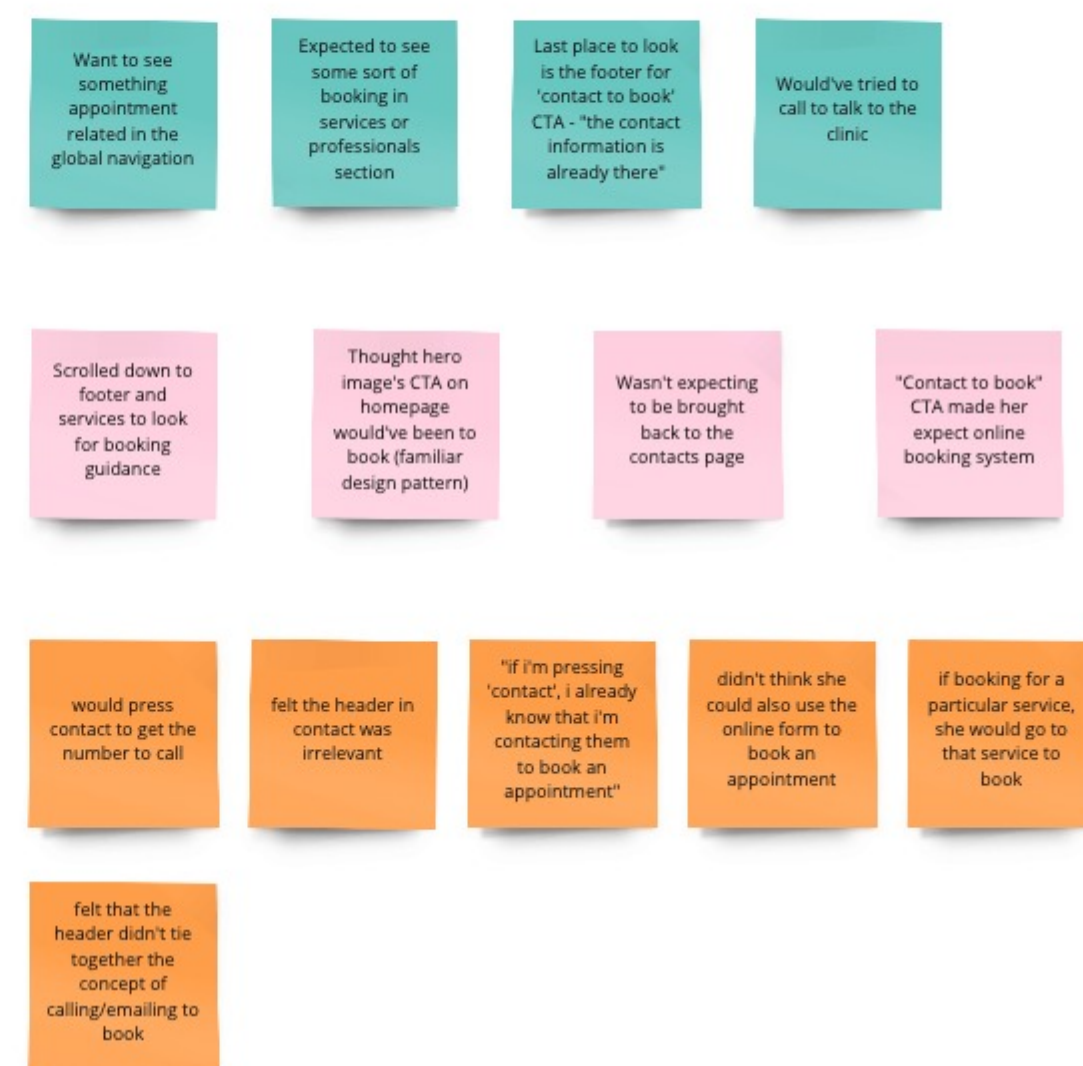 Want to see
something
appointment
related in the
global navigation
Expected to see
some sort of
booking in
services or
professionals
section
Last place to look
is the footer for
'contact to book'
CTA - "the contact
information is
already there"
Would've tried to
call to talk to the
clinic
Scrolled down to
footer and
services to look
for booking
guidance
Thought hero
image's CTA on
homepage
would've been to
book (familiar
design pattern)
Wasn't expecting
to be brought
back to the
contacts page
"Contact to book"
CTA made her
expect online
booking system
would press
contact to get the
number to call
felt the header in
contact was
irrelevant
"if i'm pressing
'contact', i already
know that i'm
contacting them
to book an
appointment"
didn't think she
could also use the
online form to
book an
appointment
if booking for a
particular service,
she would go to
that service to
book
felt that the
header didn't tie
together the
concept of
calling/emailing to
book